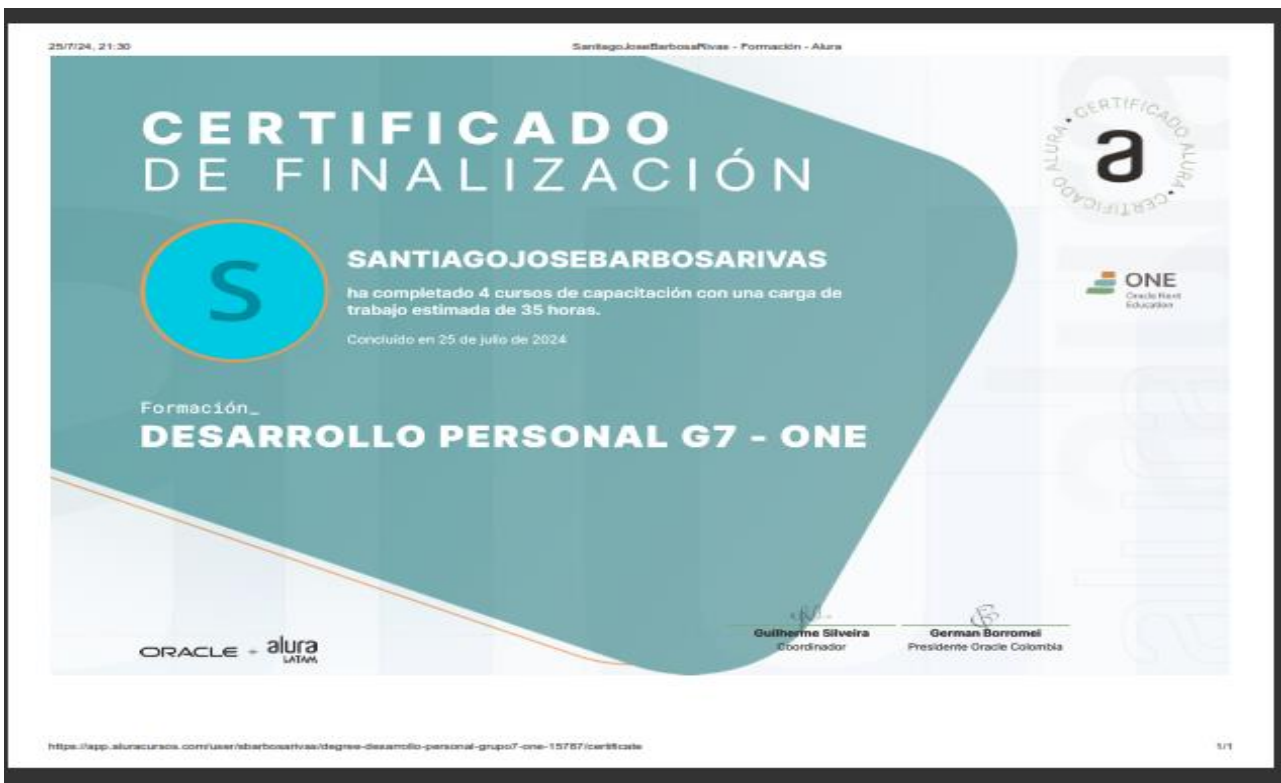 25/7/24, 21:30
SantiagoJoseBarbosaRivas - Formación - Alura
CERTIFICADO
DE FINALIZACIÓN
CERTIFICADO ALURA • CERTIFICADO ALURA •
a
S
SANTIAGOJOSEBARBOSARIVAS
ha completado 4 cursos de capacitación con una carga de
trabajo estimada de 35 horas.
Concluído en 25 de julio de 2024
ONE
Oracle Next
Education
Formación_
DESARROLLO PERSONAL G7 - ONE
Guilherme Silveira
Coordinador
German Borromei
Presidente Oracle Colombia
ORACLE + alura
LATAM
https://app.aluracursos.com/user/sbarbosarivas/degree-desarrollo-personal-grupo7-one-15787/certificate
1/1